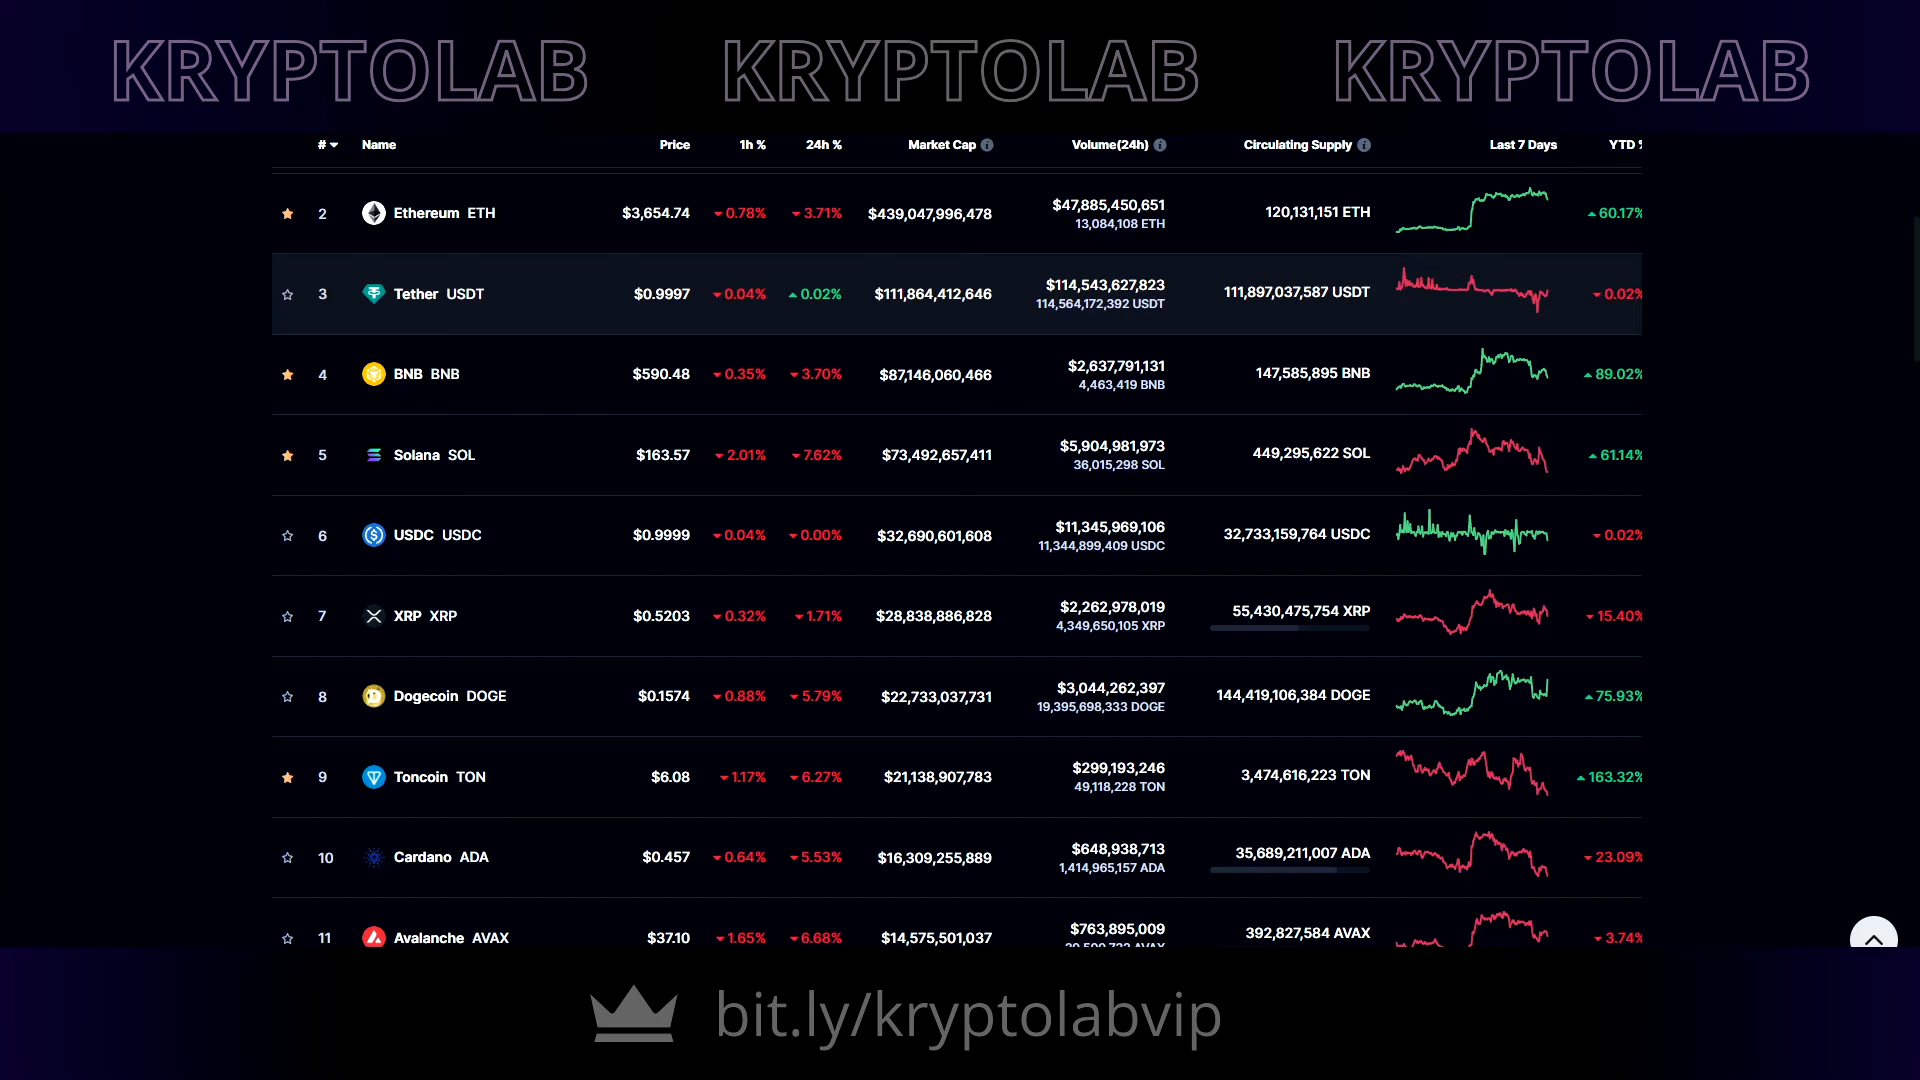 KRYPTOLAB KRYPTOLAB KRYPTOLAB
# Name Price 1h % 24h % Market Cap Volume(24h) Circulating Supply Last 7 Days YTD %
2 Ethereum ETH $3,654.74 0.78% 3.71% $439,047,996,478 $47,885,450,651 120,131,151 ETH 60.17%
13,084,108 ETH
3 Tether USDT $0.9997 0.04% 0.02% $111,864,412,646 $114,543,627,823 111,897,037,587 USDT 0.02%
114,564,172,392 USDT
4 BNB BNB $590.48 0.35% 3.70% $87,146,060,466 $2,637,791,131 147,585,895 BNB 89.02%
4,463,419 BNB
5 Solana SOL $163.57 2.01% 7.62% $73,492,657,411 $5,904,981,973 449,295,622 SOL 61.14%
36,015,298 SOL
6 USDC USDC $0.9999 0.04% 0.00% $32,690,601,608 $11,345,969,106 32,733,159,764 USDC 0.02%
11,344,899,409 USDC
7 XRP XRP $0.5203 0.32% 1.71% $28,838,886,828 $2,262,978,019 55,430,475,754 XRP 15.40%
4,349,650,105 XRP
8 Dogecoin DOGE $0.1574 0.88% 5.79% $22,733,037,731 $3,044,262,397 144,419,106,384 DOGE 75.93%
19,395,698,333 DOGE
9 Toncoin TON $6.08 1.17% 6.27% $21,138,907,783 $299,193,246 3,474,616,223 TON 163.32%
49,118,228 TON
10 Cardano ADA $0.457 0.64% 5.53% $16,309,255,889 $648,938,713 35,689,211,007 ADA 23.09%
1,414,965,157 ADA
11 Avalanche AVAX $37.10 1.65% 6.68% $14,575,501,037 $763,895,009 392,827,584 AVAX 3.74%
bit.ly/kryptolabvip